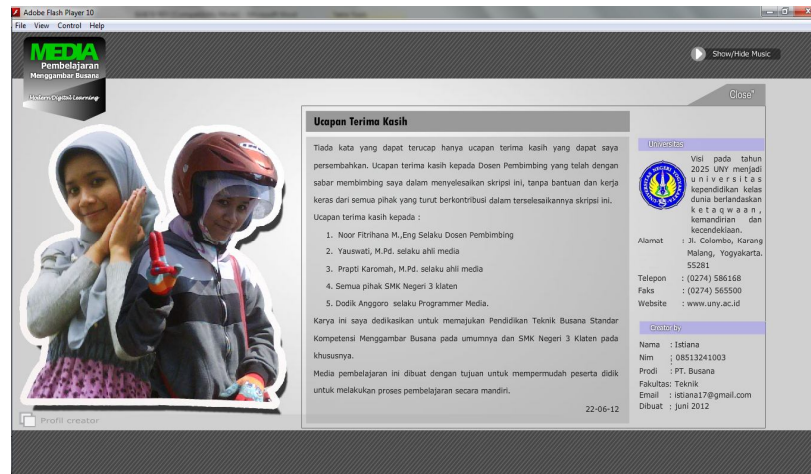 Adobe Flash Player 10
File View Control Help
MEDIA
Pembelajaran
Menggambar Busana
Modern Digital Learning
Show/Hide Music
Close"
Ucapan Terima Kasih
Tiada kata yang dapat terucap hanya ucapan terima kasih yang dapat saya
persembahkan. Ucapan terima kasih kepada Dosen Pembimbing yang telah dengan
sabar membimbing saya dalam menyelesaikan skripsi ini, tanpa bantuan dan kerja
keras dari semua pihak yang turut berkontribusi dalam terselesaikannya skripsi ini.
Ucapan terima kasih kepada :
1. Noor Fitrihana M.,Eng Selaku Dosen Pembimbing
2. Yauswati, M.Pd. selaku ahli media
3. Prapti Karomah, M.Pd. selaku ahli media
4. Semua pihak SMK Negeri 3 klaten
5. Dodik Anggoro selaku Programmer Media.
Karya ini saya dedikasikan untuk memajukan Pendidikan Teknik Busana Standar
Kompetensi Menggambar Busana pada umumnya dan SMK Negeri 3 Klaten pada
khususnya.
Media pembelajaran ini dibuat dengan tujuan untuk mempermudah peserta didik
untuk melakukan proses pembelajaran secara mandiri.
22-06-12
Universitas
Visi pada tahun
2025 UNY menjadi
universitas
kependidikan kelas
dunia berlandaskan
ketaqwaan,
kemandirian dan
kecendekiaan.
Alamat : Jl. Colombo, Karang
Malang, Yogyakarta.
55281
Telepon : (0274) 586168
Faks : (0274) 565500
Website : www.uny.ac.id
Creator by
Nama : Istiana
Nim : 08513241003
Prodi : PT. Busana
Fakultas: Teknik
Email : istiana17@gmail.com
Dibuat : juni 2012
Profil creator